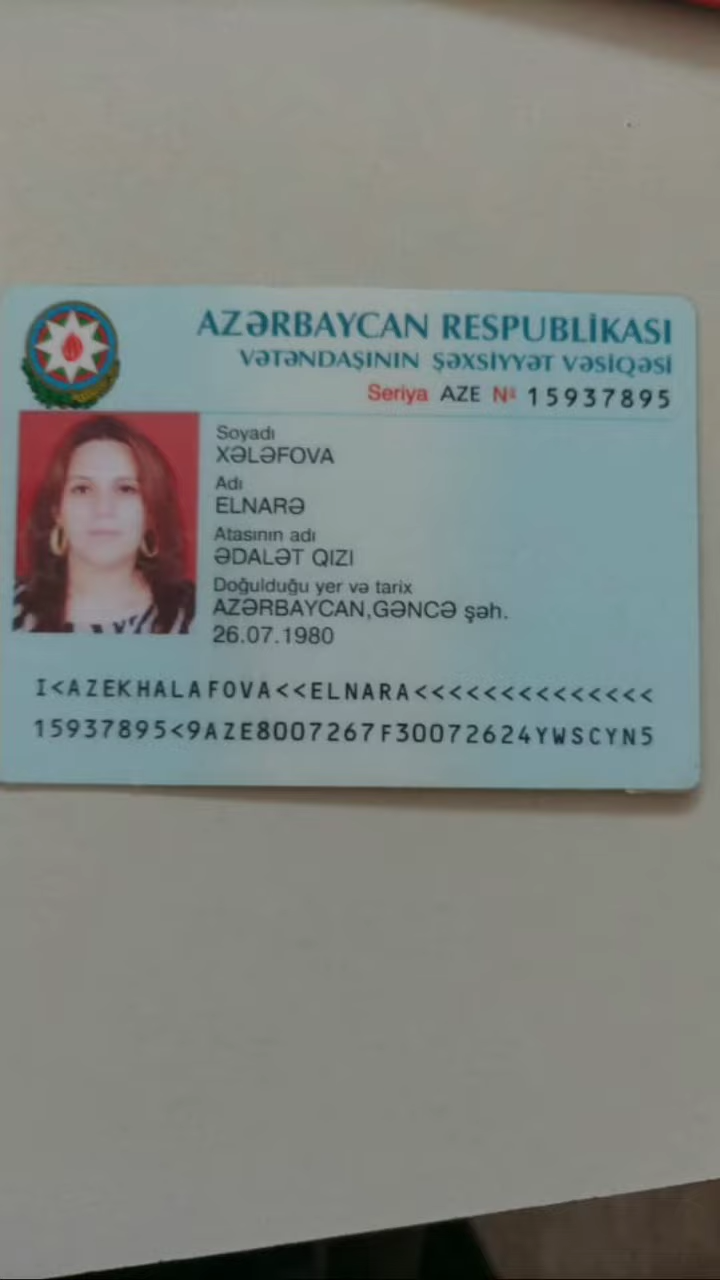 AZƏRBAYCAN RESPUBLİKASI
VƏTƏNDAŞININ ŞƏXSİYYƏT VƏSİQƏSİ
Seriya AZE № 15937895
Soyadı
XƏLƏFOVA
Adı
ELNARƏ
Atasının adı
ƏDALƏT QIZI
Doğulduğu yer və tarix
AZƏRBAYCAN,GƏNCƏ şəh.
26.07.1980
I<AZEKHALAFOVA<<ELNARA<<<<<<<<<<<<<<
15937895<9AZE8007267F30072624YWSCYN5